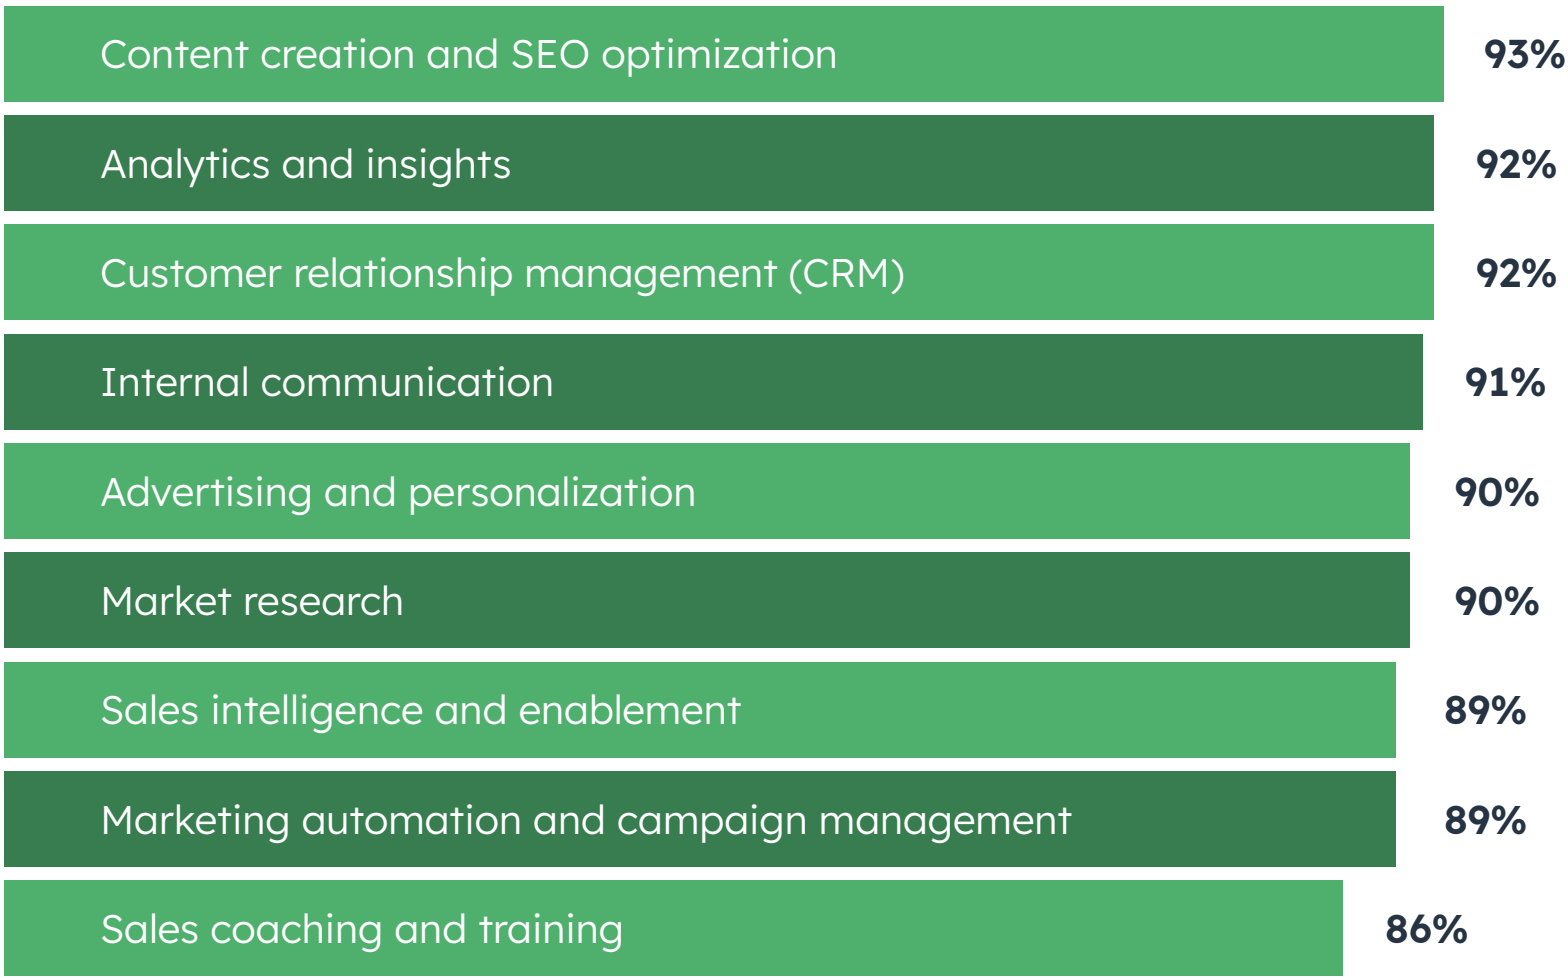 Content creation and SEO optimization 93%
Analytics and insights 92%
Customer relationship management (CRM) 92%
Internal communication 91%
Advertising and personalization 90%
Market research 90%
Sales intelligence and enablement 89%
Marketing automation and campaign management 89%
Sales coaching and training 86%